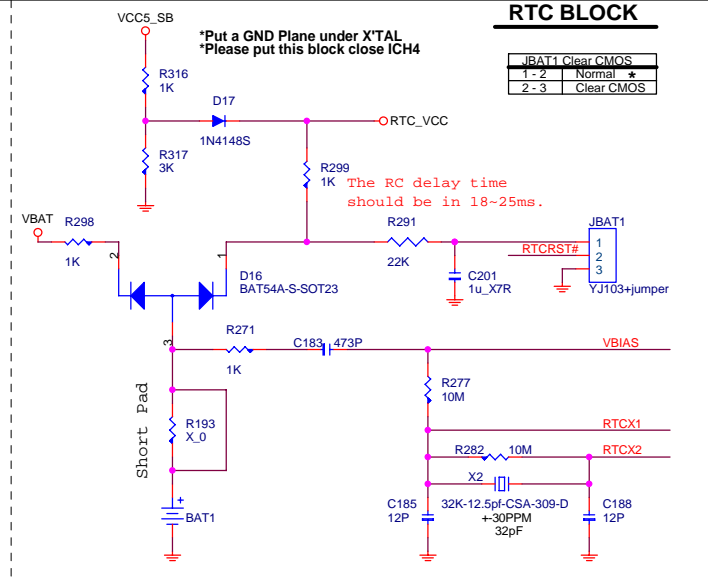 RTC BLOCK
VCC5_SB
*Put a GND Plane under X'TAL
*Please put this block close ICH4
JBAT1 Clear CMOS
1 - 2 Normal *
2 - 3 Clear CMOS
R316
1K
D17
1N4148S
RTC_VCC
R317
3K
R299
1K
The RC delay time
should be in 18~25ms.
VBAT
R298
1K
2
1
R291
22K
JBAT1
1
2
3
RTCRST#
YJ103+jumper
D16
BAT54A-S-SOT23
C201
1u_X7R
3
R271
1K
C183
473P
VBIAS
R277
10M
Short Pad
R193
X_0
RTCX1
R282
10M
RTCX2
X2
32K-12.5pf-CSA-309-D
+-30PPM
32pF
C185
12P
C188
12P
+
BAT1